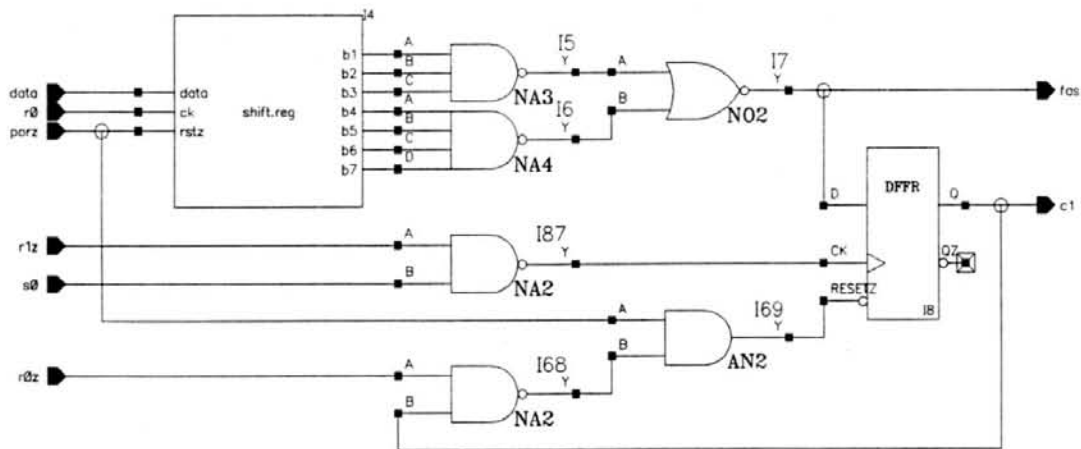 I4
A
b1
B
b2
C
b3
A
b4
B
b5
C
b6
D
b7
data
data
r0
ck
porz
rstz
shift.reg
I5
Y
NA3
I6
Y
NA4
A
B
I7
Y
NO2
fas
DFFR
D
Q
c1
CK
QZ
RESETZ
I8
r1z
A
s0
B
I87
Y
NA2
A
B
I69
Y
AN2
r0z
A
B
I68
Y
NA2